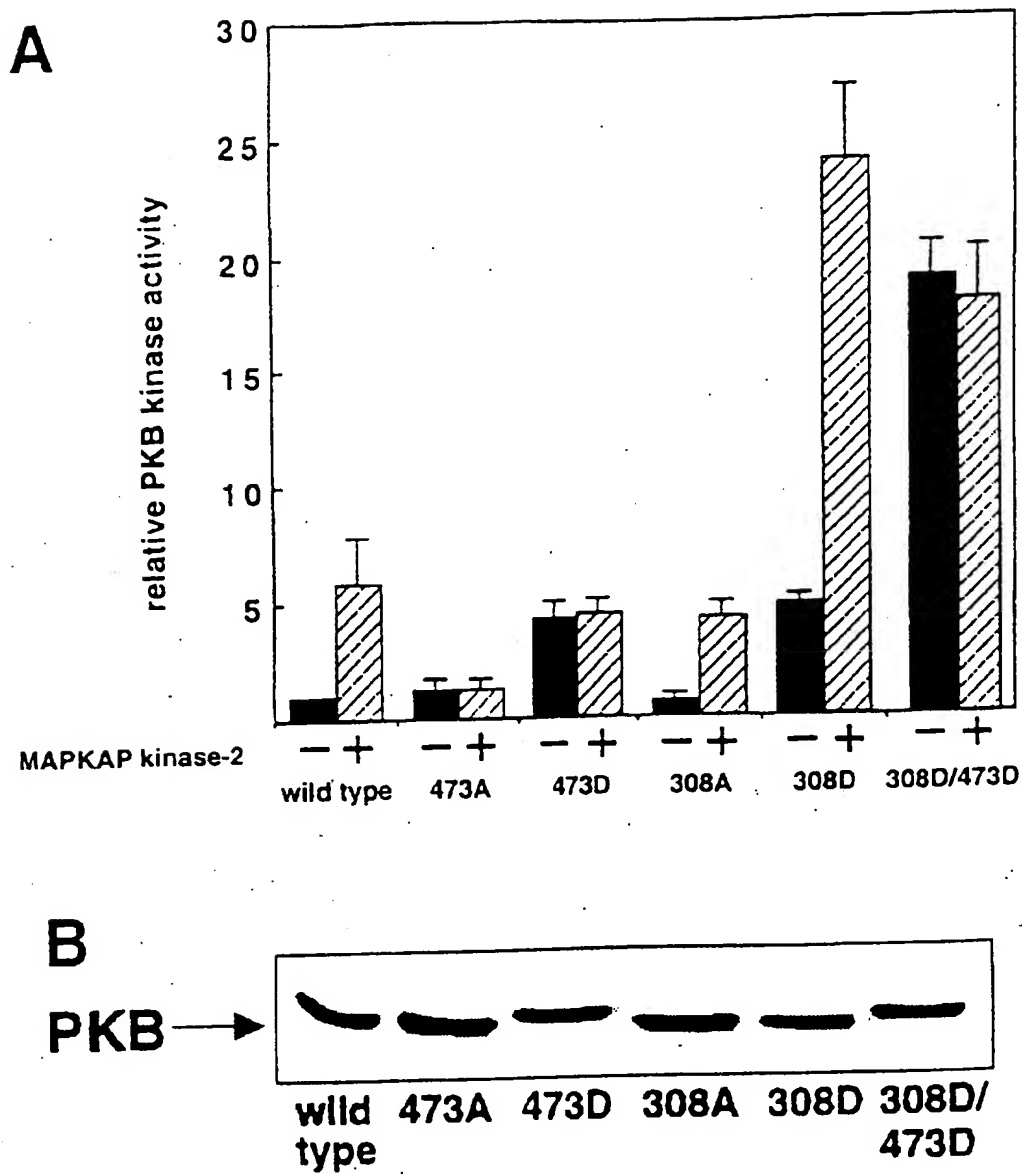 A
30
25
20
15
10
5
relative PKB kinase activity
MAPKAP kinase-2 − + − + − + − + − + − +
wild type 473A 473D 308A 308D 308D/473D
B
PKB
wild type 473A 473D 308A 308D 308D/473D